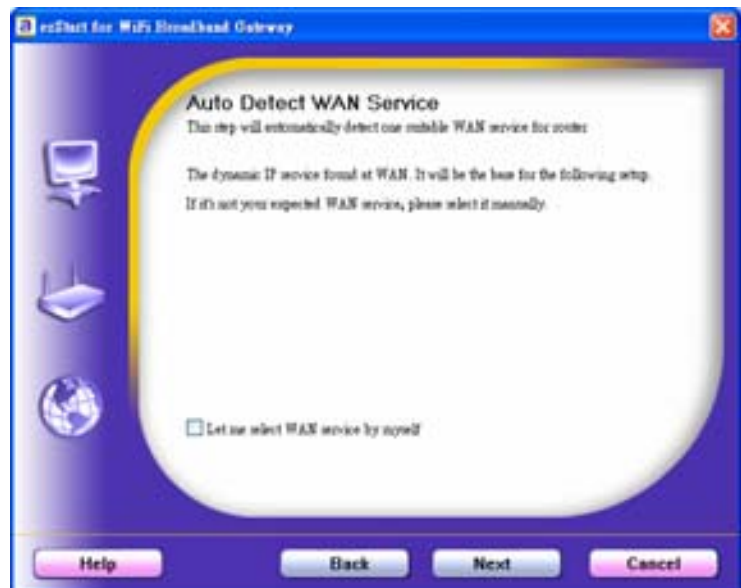 ezStart for WiFi Broadband Gateway
Auto Detect WAN Service
This step will automatically detect one suitable WAN service for router
The dynamic IP service found at WAN. It will be the base for the following setup.
If it's not your expected WAN service, please select it manually.
Let me select WAN service by myself
Help
Back
Next
Cancel